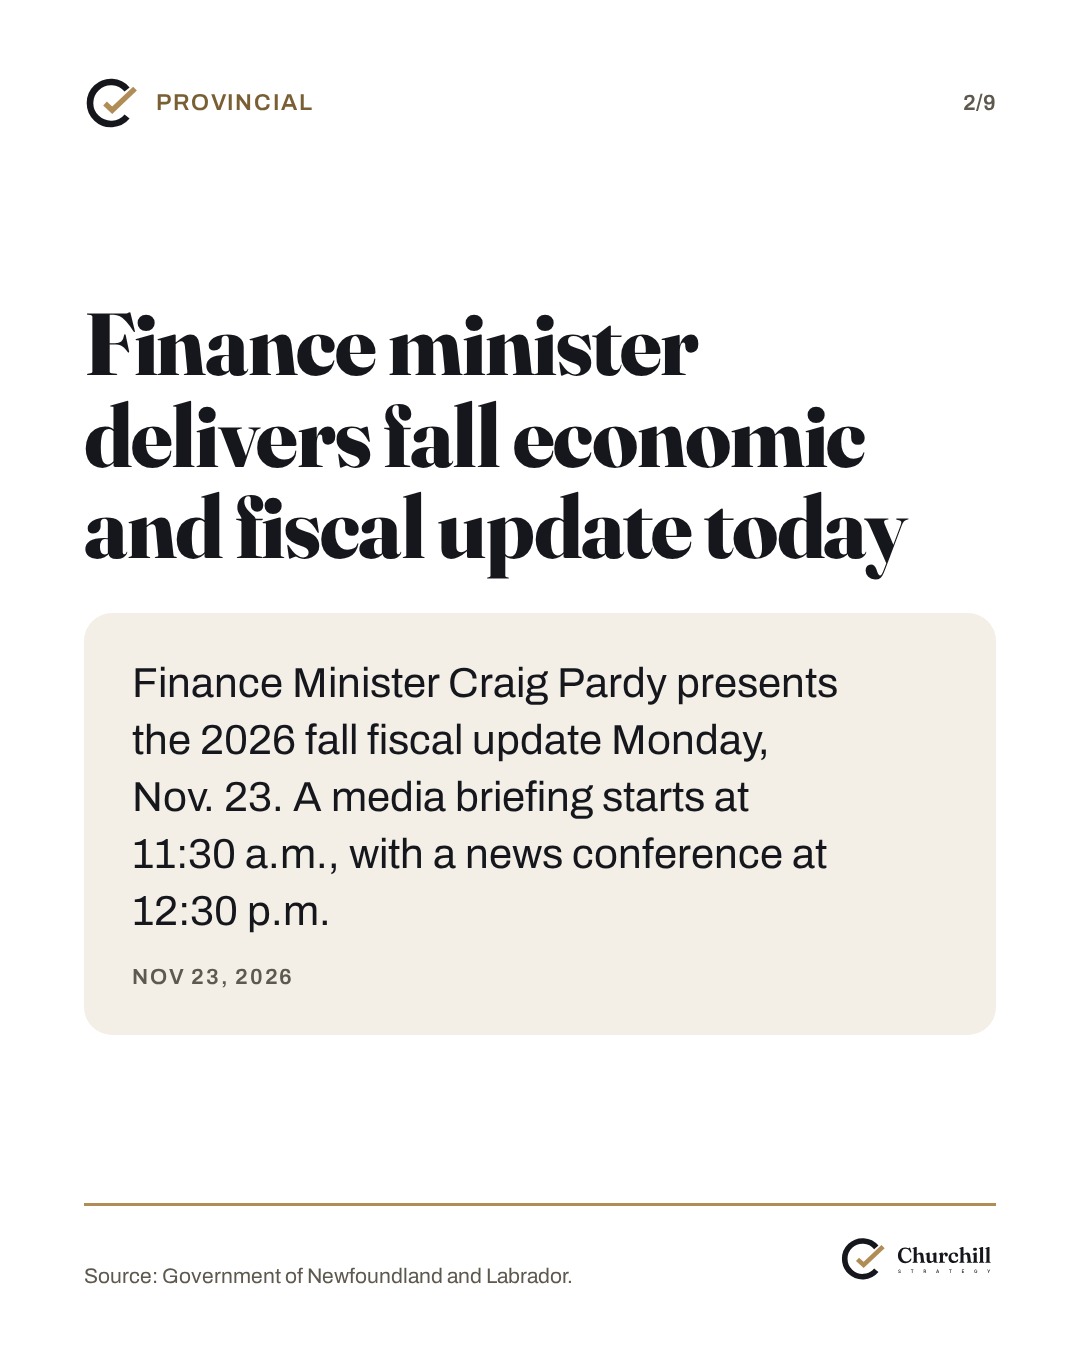 PROVINCIAL
2/9
Finance minister
delivers fall economic
and fiscal update today
Finance Minister Craig Pardy presents
the 2026 fall fiscal update Monday,
Nov. 23. A media briefing starts at
11:30 a.m., with a news conference at
12:30 p.m.
NOV 23, 2026
Source: Government of Newfoundland and Labrador.
Churchill
STRATEGY